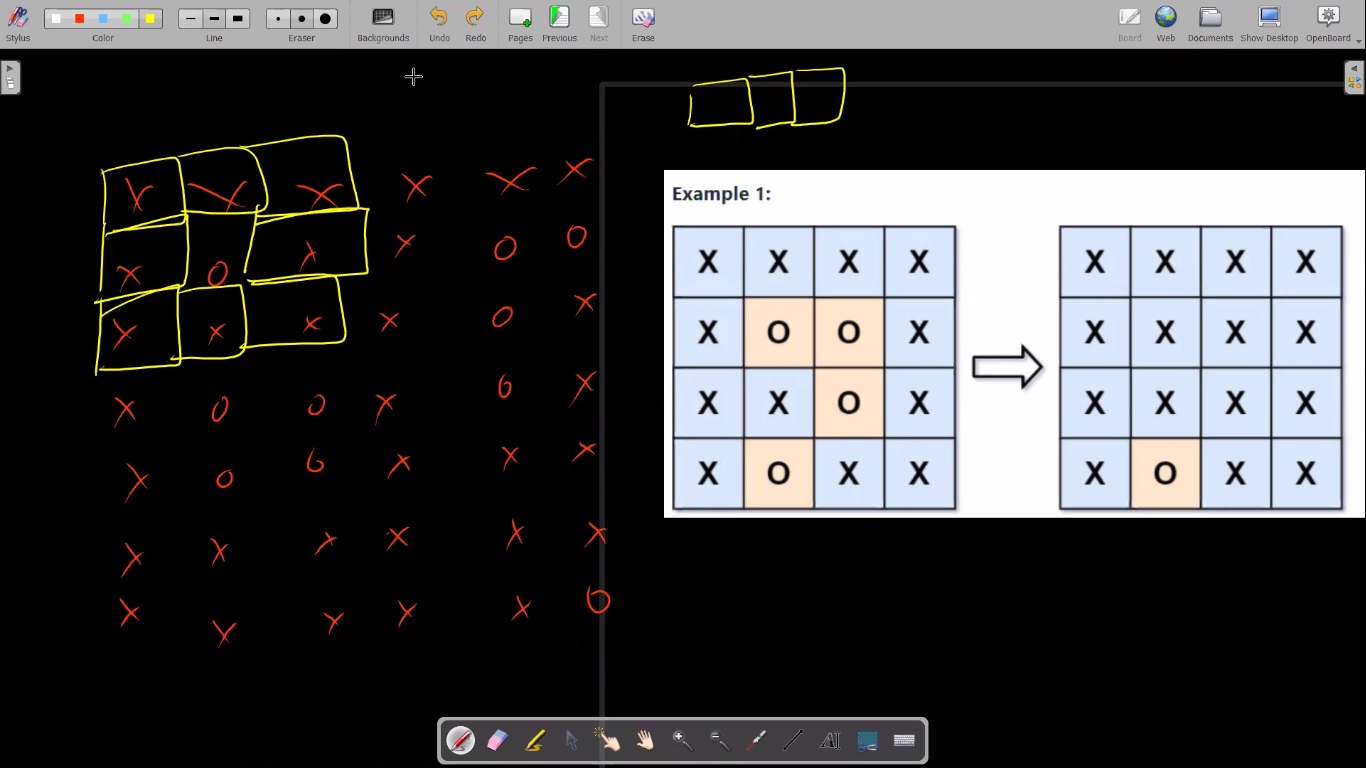 Stylus Color Line Eraser Backgrounds Undo Redo Pages Previous Next Erase Board Web Documents Show Desktop OpenBoard
X X X X X X
X O X X O O
X X X X O X
X O O X O X
X O O X X X
X X X X X X
X X X X X O
Example 1:
X X X X X X X X
X O O X X X X X
X X O X X X X X
X O X X X O X X
AI